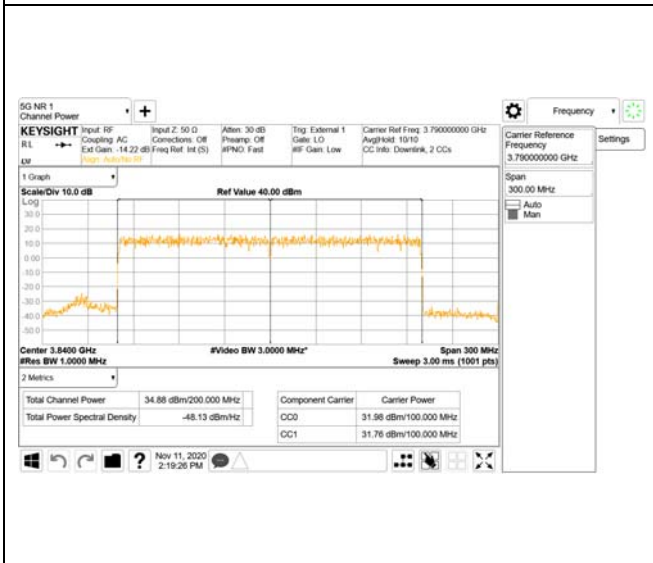 5G NR 1
Channel Power
Frequency
KEYSIGHT
Input: RF
Input Z: 50 Ω
Atten: 30 dB
Trig: External 1
Carrier Ref Freq: 3.790000000 GHz
RL
Coupling: AC
Corrections: Off
Preamp: Off
Gate: LO
Avg|Hold: 10/10
Ext Gain: -14.22 dB
Freq Ref: Int (S)
#PNO: Fast
#IF Gain: Low
CC Info: Downlink, 2 CCs
Align: Auto/No RF
Carrier Reference
Frequency
3.790000000 GHz
Settings
Span
300.00 MHz
Auto
Man
1 Graph
Scale/Div 10.0 dB
Ref Value 40.00 dBm
Log
30.0
20.0
10.0
0.00
-10.0
-20.0
-30.0
-40.0
-50.0
Center 3.8400 GHz
#Video BW 3.0000 MHz*
Span 300 MHz
#Res BW 1.0000 MHz
Sweep 3.00 ms (1001 pts)
2 Metrics
Total Channel Power
34.88 dBm/200.000 MHz
Component Carrier
Carrier Power
Total Power Spectral Density
-48.13 dBm/Hz
CC0
31.98 dBm/100.000 MHz
CC1
31.76 dBm/100.000 MHz
?
Nov 11, 2020
2:19:26 PM